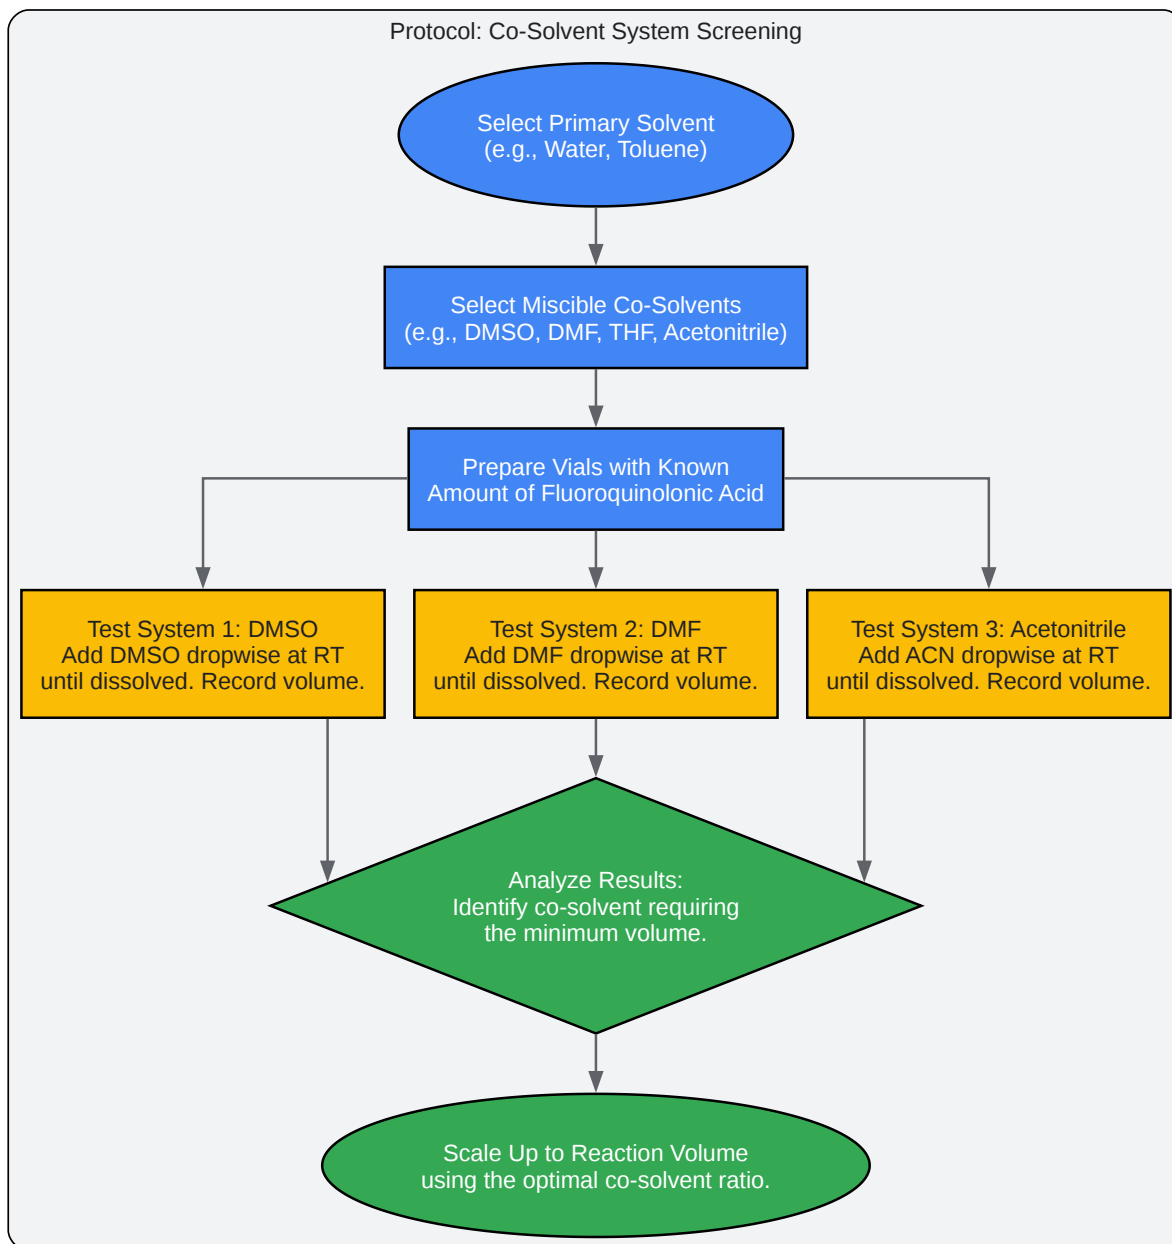 Protocol: Co-Solvent System Screening
Select Primary Solvent
(e.g., Water, Toluene)
Select Miscible Co-Solvents
(e.g., DMSO, DMF, THF, Acetonitrile)
Prepare Vials with Known
Amount of Fluoroquinolonic Acid
Test System 1: DMSO
Add DMSO dropwise at RT
until dissolved. Record volume.
Test System 2: DMF
Add DMF dropwise at RT
until dissolved. Record volume.
Test System 3: Acetonitrile
Add ACN dropwise at RT
until dissolved. Record volume.
Analyze Results:
Identify co-solvent requiring
the minimum volume.
Scale Up to Reaction Volume
using the optimal co-solvent ratio.